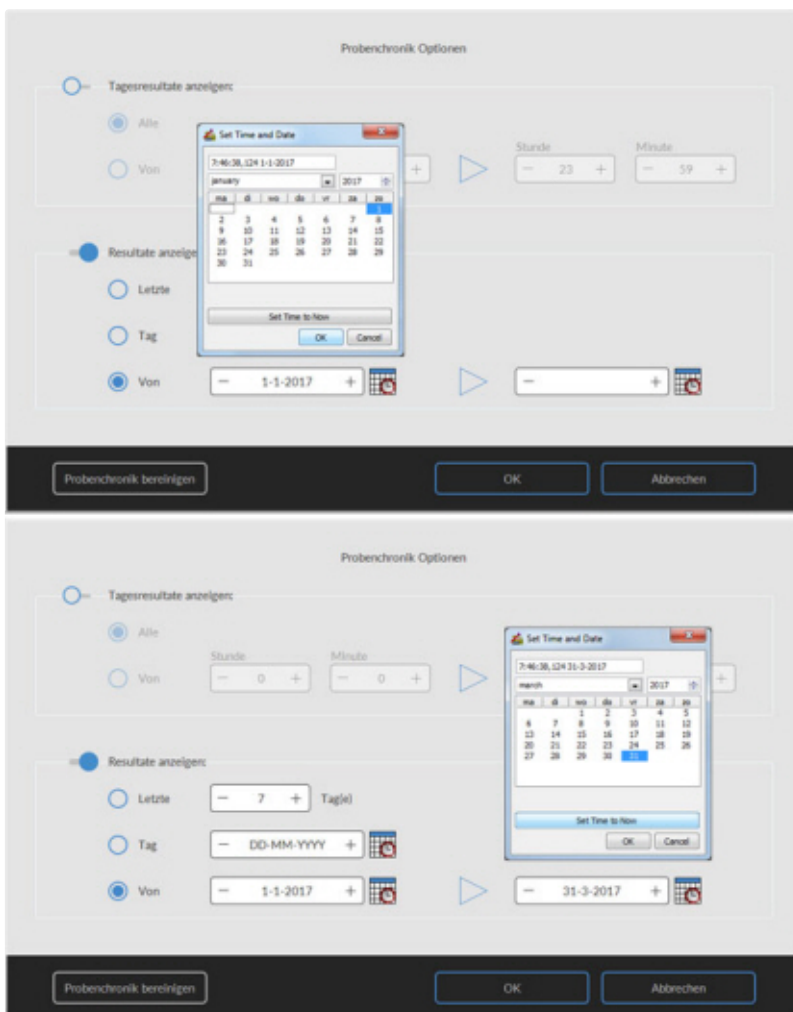 Probenchronik Optionen
Tagesresultate anzeigen:
Alle
Set Time and Date
Stunde Minute
Von + − 23 + − 59 +
7:46:38,124 1-1-2017
january 2017
ma di wo do vr za zo
1
2 3 4 5 6 7 8
9 10 11 12 13 14 15
16 17 18 19 20 21 22
23 24 25 26 27 28 29
30 31
Resultate anzeige
Letzte
Set Time to Now
Tag
OK Cancel
Von − 1-1-2017 + − +
Probenchronik bereinigen OK Abbrechen
Probenchronik Optionen
Tagesresultate anzeigen:
Alle
Set Time and Date
Stunde Minute
Von − 0 + − 0 + +
7:46:38,124 31-3-2017
march 2017
ma di wo do vr za zo
1 2 3 4 5
6 7 8 9 10 11 12
13 14 15 16 17 18 19
20 21 22 23 24 25 26
27 28 29 30 31
Resultate anzeigen:
Letzte − 7 + Tag(e)
Set Time to Now
Tag − DD-MM-YYYY +
OK Cancel
Von − 1-1-2017 + − 31-3-2017 +
Probenchronik bereinigen OK Abbrechen